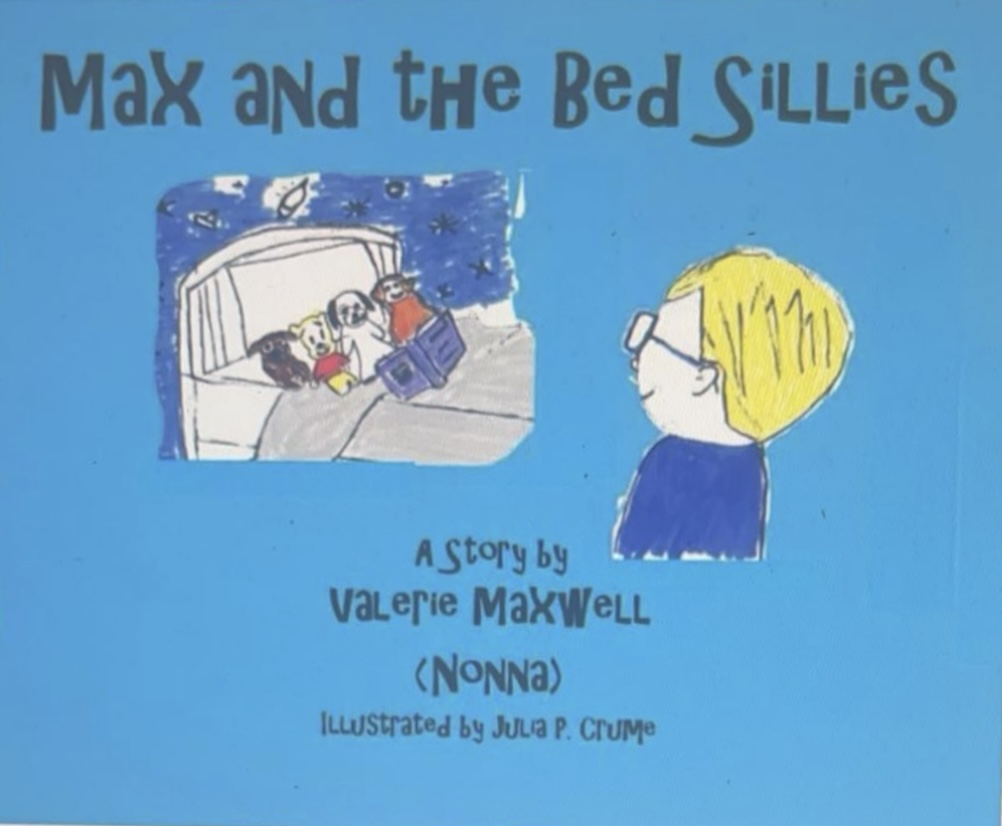 Max and the Bed Sillies
A Story by
Valerie Maxwell
(Nonna)
Illustrated by Julia P. Crume